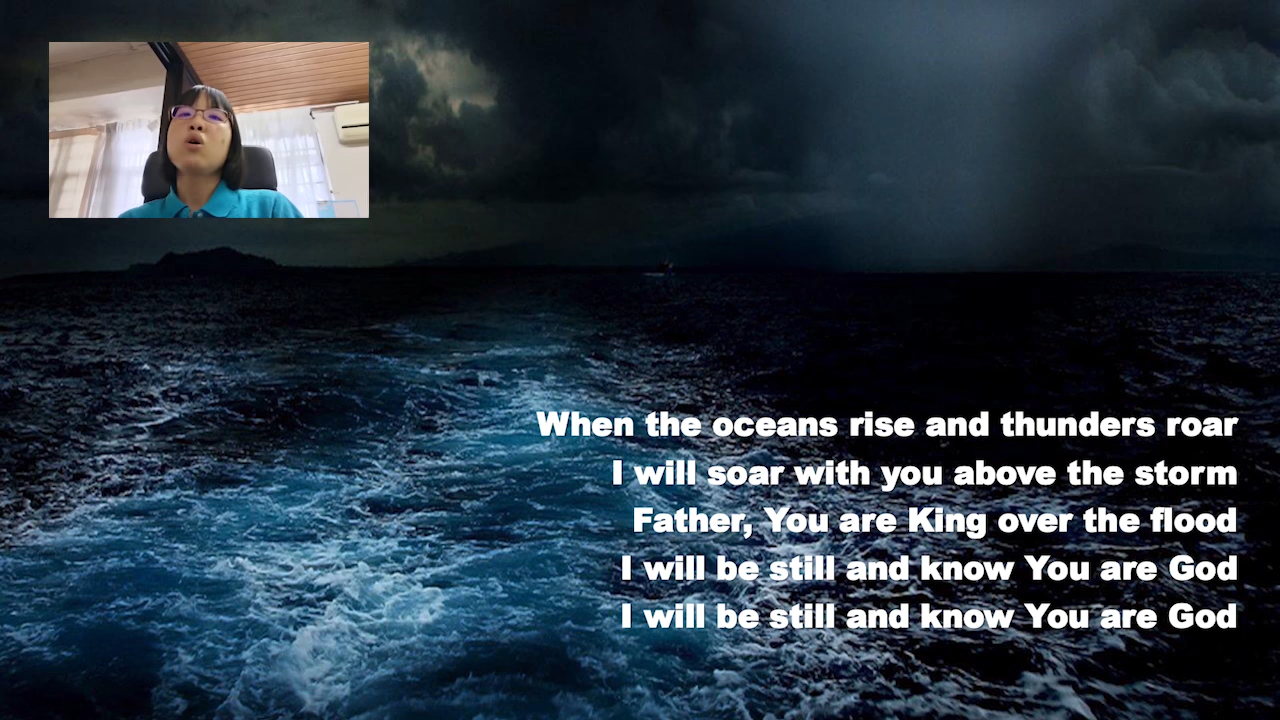 When the oceans rise and thunders roar
I will soar with you above the storm
Father, You are King over the flood
I will be still and know You are God
I will be still and know You are God